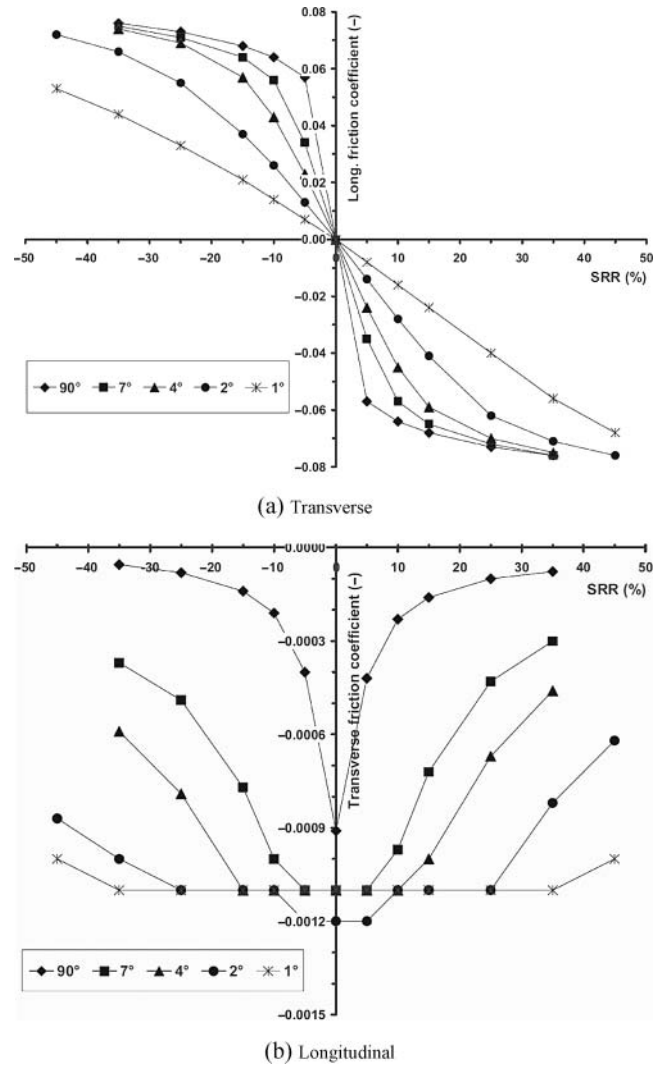 0.08
0.06
0.04
0.02
Long. friction coefficient (–)
0.00
−50 −40 −30 −20 −10 0 10 20 30 40 50
SRR (%)
−0.02
−0.04
−0.06
−0.08
90° 7° 4° 2° 1°
(a) Transverse
0.0000
−50 −40 −30 −20 −10 0 10 20 30 40 50
SRR (%)
Transverse friction coefficient (–)
−0.0003
−0.0006
−0.0009
−0.0012
−0.0015
90° 7° 4° 2° 1°
(b) Longitudinal